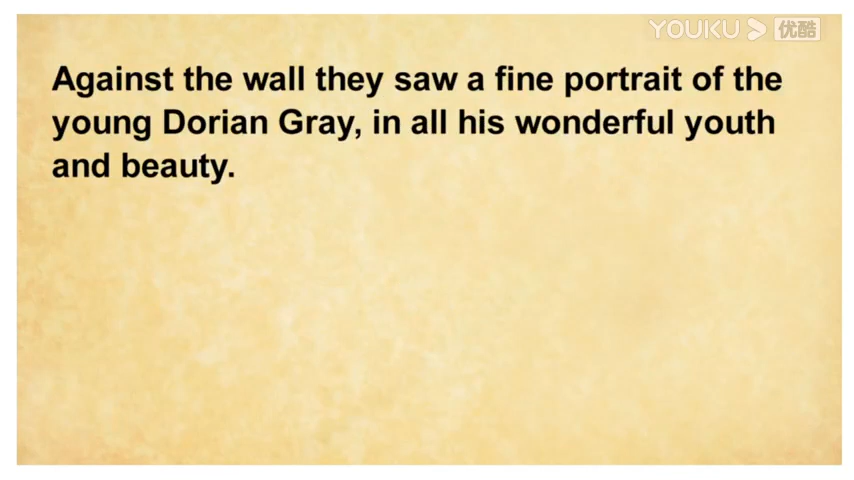 YOUKU 优酷
Against the wall they saw a fine portrait of the
young Dorian Gray, in all his wonderful youth
and beauty.